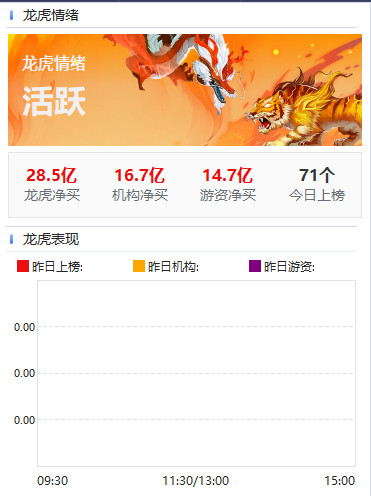 龙虎情绪
龙虎情绪
活跃
28.5亿 16.7亿 14.7亿 71个
龙虎净买 机构净买 游资净买 今日上榜
龙虎表现
昨日上榜: 昨日机构: 昨日游资:
0.00
0.00
0.00
09:30 11:30/13:00 15:00